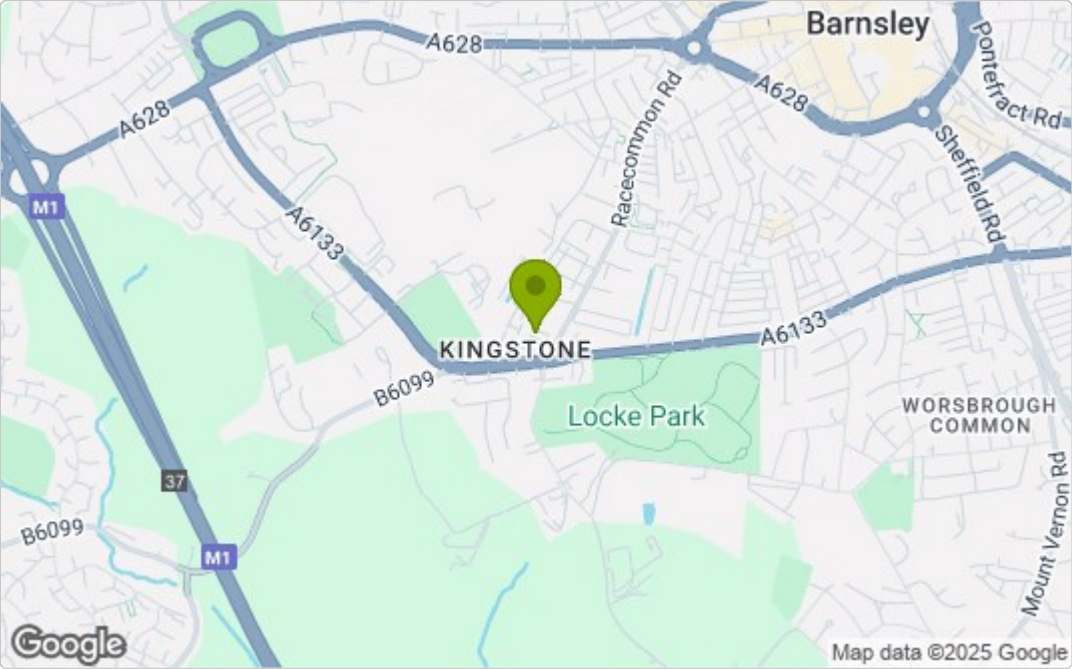 Barnsley
A628
Pontefract Rd
A628
A628
Racecommon Rd
Sheffield Rd
M1
A6133
A6133
KINGSTONE
B6099
Locke Park
WORSBROUGH
COMMON
37
Mount Vernon Rd
B6099
M1
Google
Map data ©2025 Google